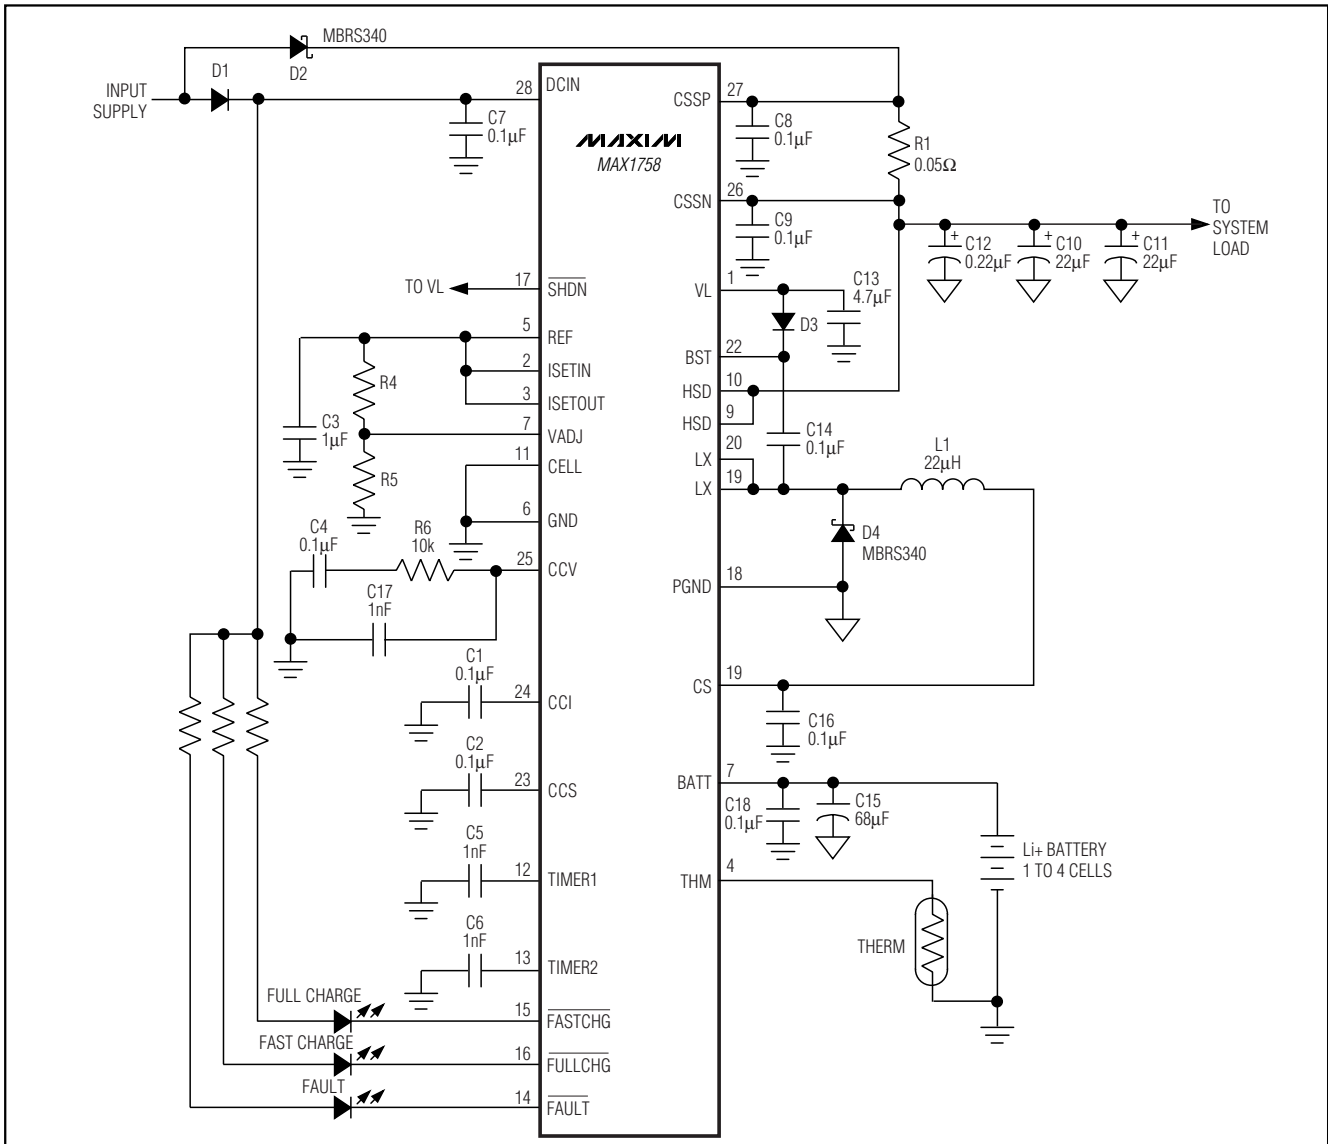 MBRS340
D2
D1
INPUT
SUPPLY
28
DCIN
C7
0.1µF
MAXIM
MAX1758
CSSP
27
C8
0.1µF
R1
0.05Ω
CSSN
26
C9
0.1µF
TO
SYSTEM
LOAD
+
C12
0.22µF
+
C10
22µF
+
C11
22µF
TO VL
17
SHDN
VL
1
C13
4.7µF
D3
5
REF
BST
22
2
ISETIN
R4
HSD
10
3
ISETOUT
HSD
9
C3
1µF
7
VADJ
C14
0.1µF
LX
20
11
CELL
LX
19
L1
22µH
R5
6
GND
D4
MBRS340
C4
0.1µF
R6
10k
25
CCV
PGND
18
C17
1nF
C1
0.1µF
24
CCI
CS
19
C16
0.1µF
C2
0.1µF
23
CCS
BATT
7
C18
0.1µF
C15
68µF
Li+ BATTERY
1 TO 4 CELLS
C5
1nF
12
TIMER1
THM
4
THERM
C6
1nF
13
TIMER2
FULL CHARGE
15
FASTCHG
FAST CHARGE
16
FULLCHG
FAULT
14
FAULT